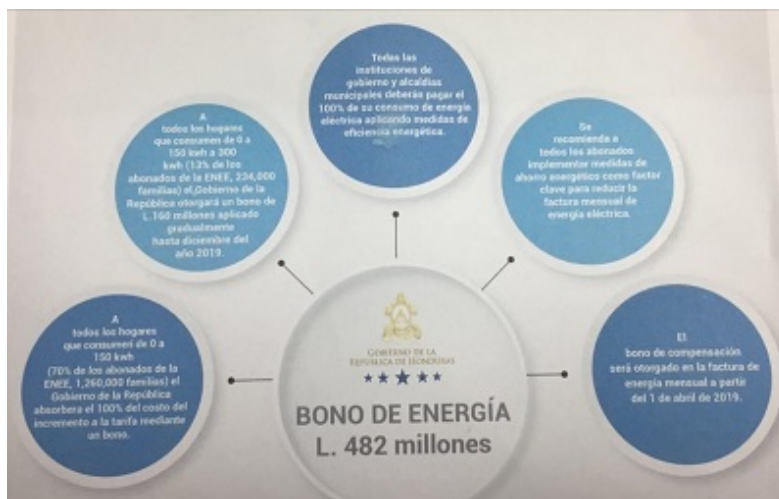 Todas las
instituciones de
gobierno y alcaldías
municipales deberán pagar el
100% de su consumo de energía
eléctrica aplicando medidas de
eficiencia energética.
A
todos los hogares
que consumen de 0 a
150 kwh a 300
kwh (13% de los
abonados de la ENEE, 234,000
familias) el Gobierno de la
República otorgará un bono de
L.160 millones aplicado
gradualmente
hasta diciembre del
año 2019.
Se
recomienda a
todos los abonados
implementar medidas de
ahorro energético como factor
clave para reducir la
factura mensual de
energía eléctrica.
A
todos los hogares
que consumen de 0 a
150 kwh
(70% de los abonados de la
ENEE, 1,260,000 familias) el
Gobierno de la República
absorbera el 100% del costo del
incremento a la tarifa mediante
un bono.
El
bono de compensación
será otorgado en la factura de
energía mensual a partir
del 1 de abril de 2019.
GOBIERNO DE LA
REPÚBLICA DE HONDURAS
BONO DE ENERGÍA
L. 482 millones